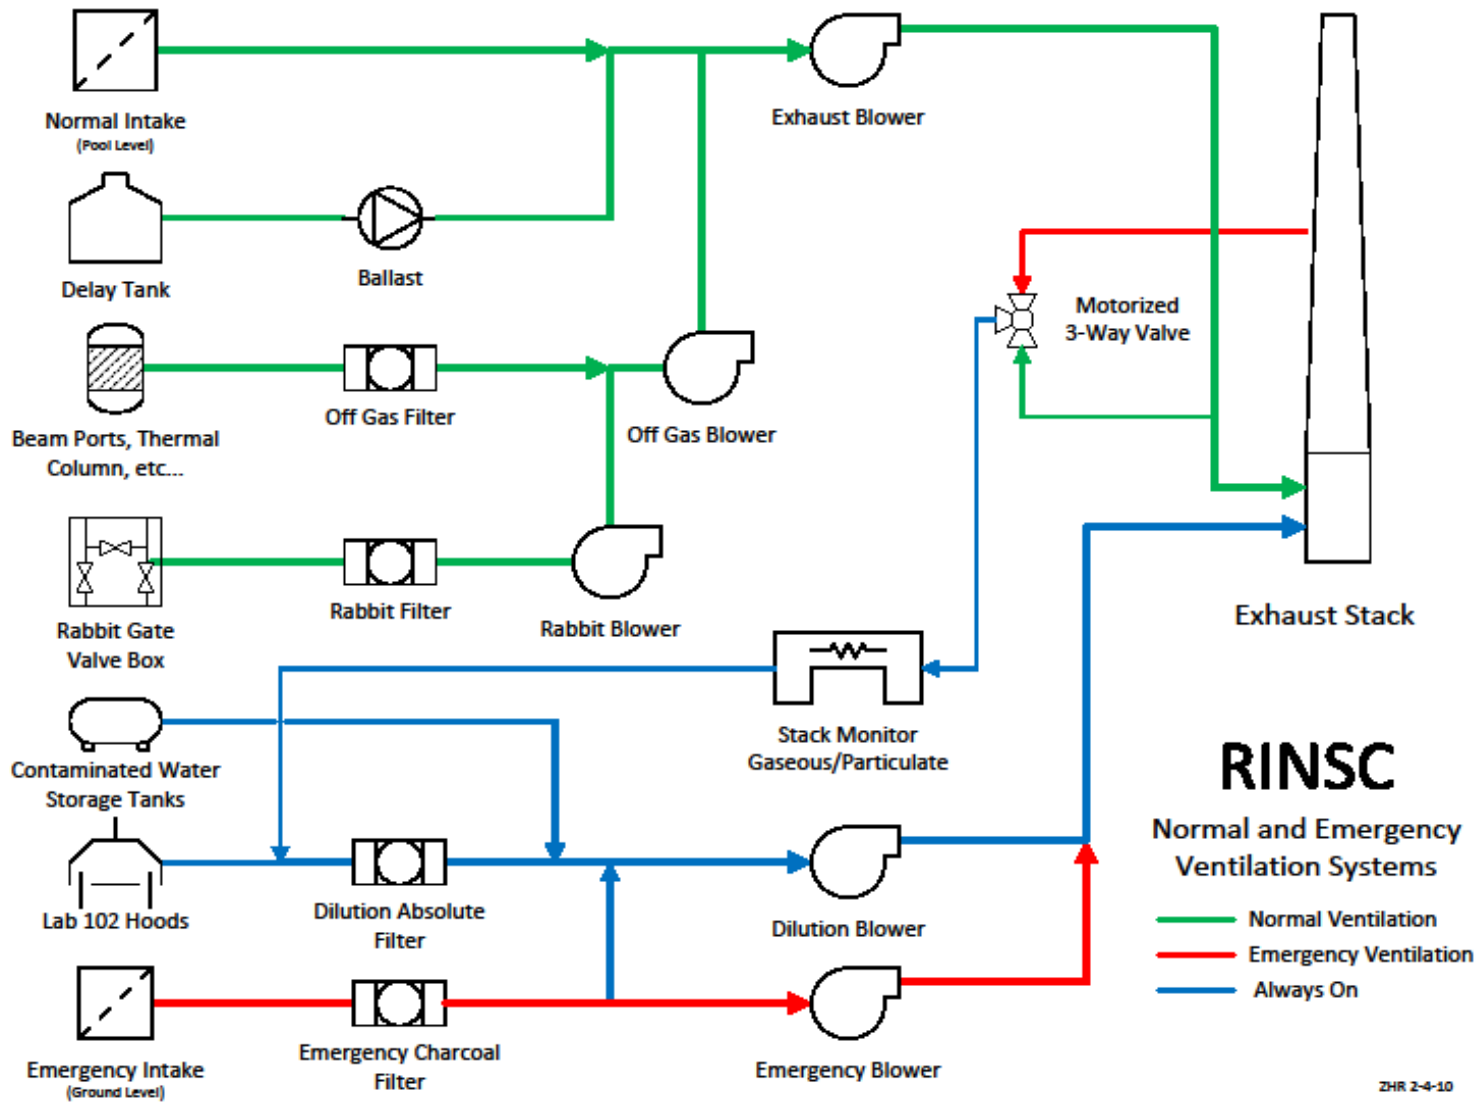 Normal Intake
(Pool Level)
Exhaust Blower
Delay Tank
Ballast
Motorized
3-Way Valve
Beam Ports, Thermal
Column, etc...
Off Gas Filter
Off Gas Blower
Rabbit Gate
Valve Box
Rabbit Filter
Rabbit Blower
Exhaust Stack
Contaminated Water
Storage Tanks
Stack Monitor
Gaseous/Particulate
Lab 102 Hoods
Dilution Absolute
Filter
Dilution Blower
Emergency Intake
(Ground Level)
Emergency Charcoal
Filter
Emergency Blower
RINSC
Normal and Emergency
Ventilation Systems
Normal Ventilation
Emergency Ventilation
Always On
ZHR 2-4-10